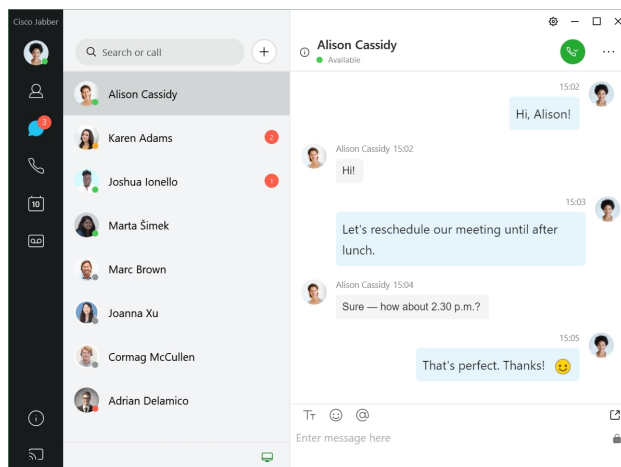 Cisco Jabber
Search or call
Alison Cassidy
Available
15:02
Alison Cassidy
Hi, Alison!
3
Karen Adams
2
Alison Cassidy 15:02
Hi!
Joshua Ionello
1
10
15:03
Marta Šimek
Let's reschedule our meeting until after
lunch.
Marc Brown
Alison Cassidy 15:04
Sure — how about 2.30 p.m.?
Joanna Xu
15:05
Cormag McCullen
That's perfect. Thanks!
Adrian Delamico
Enter message here